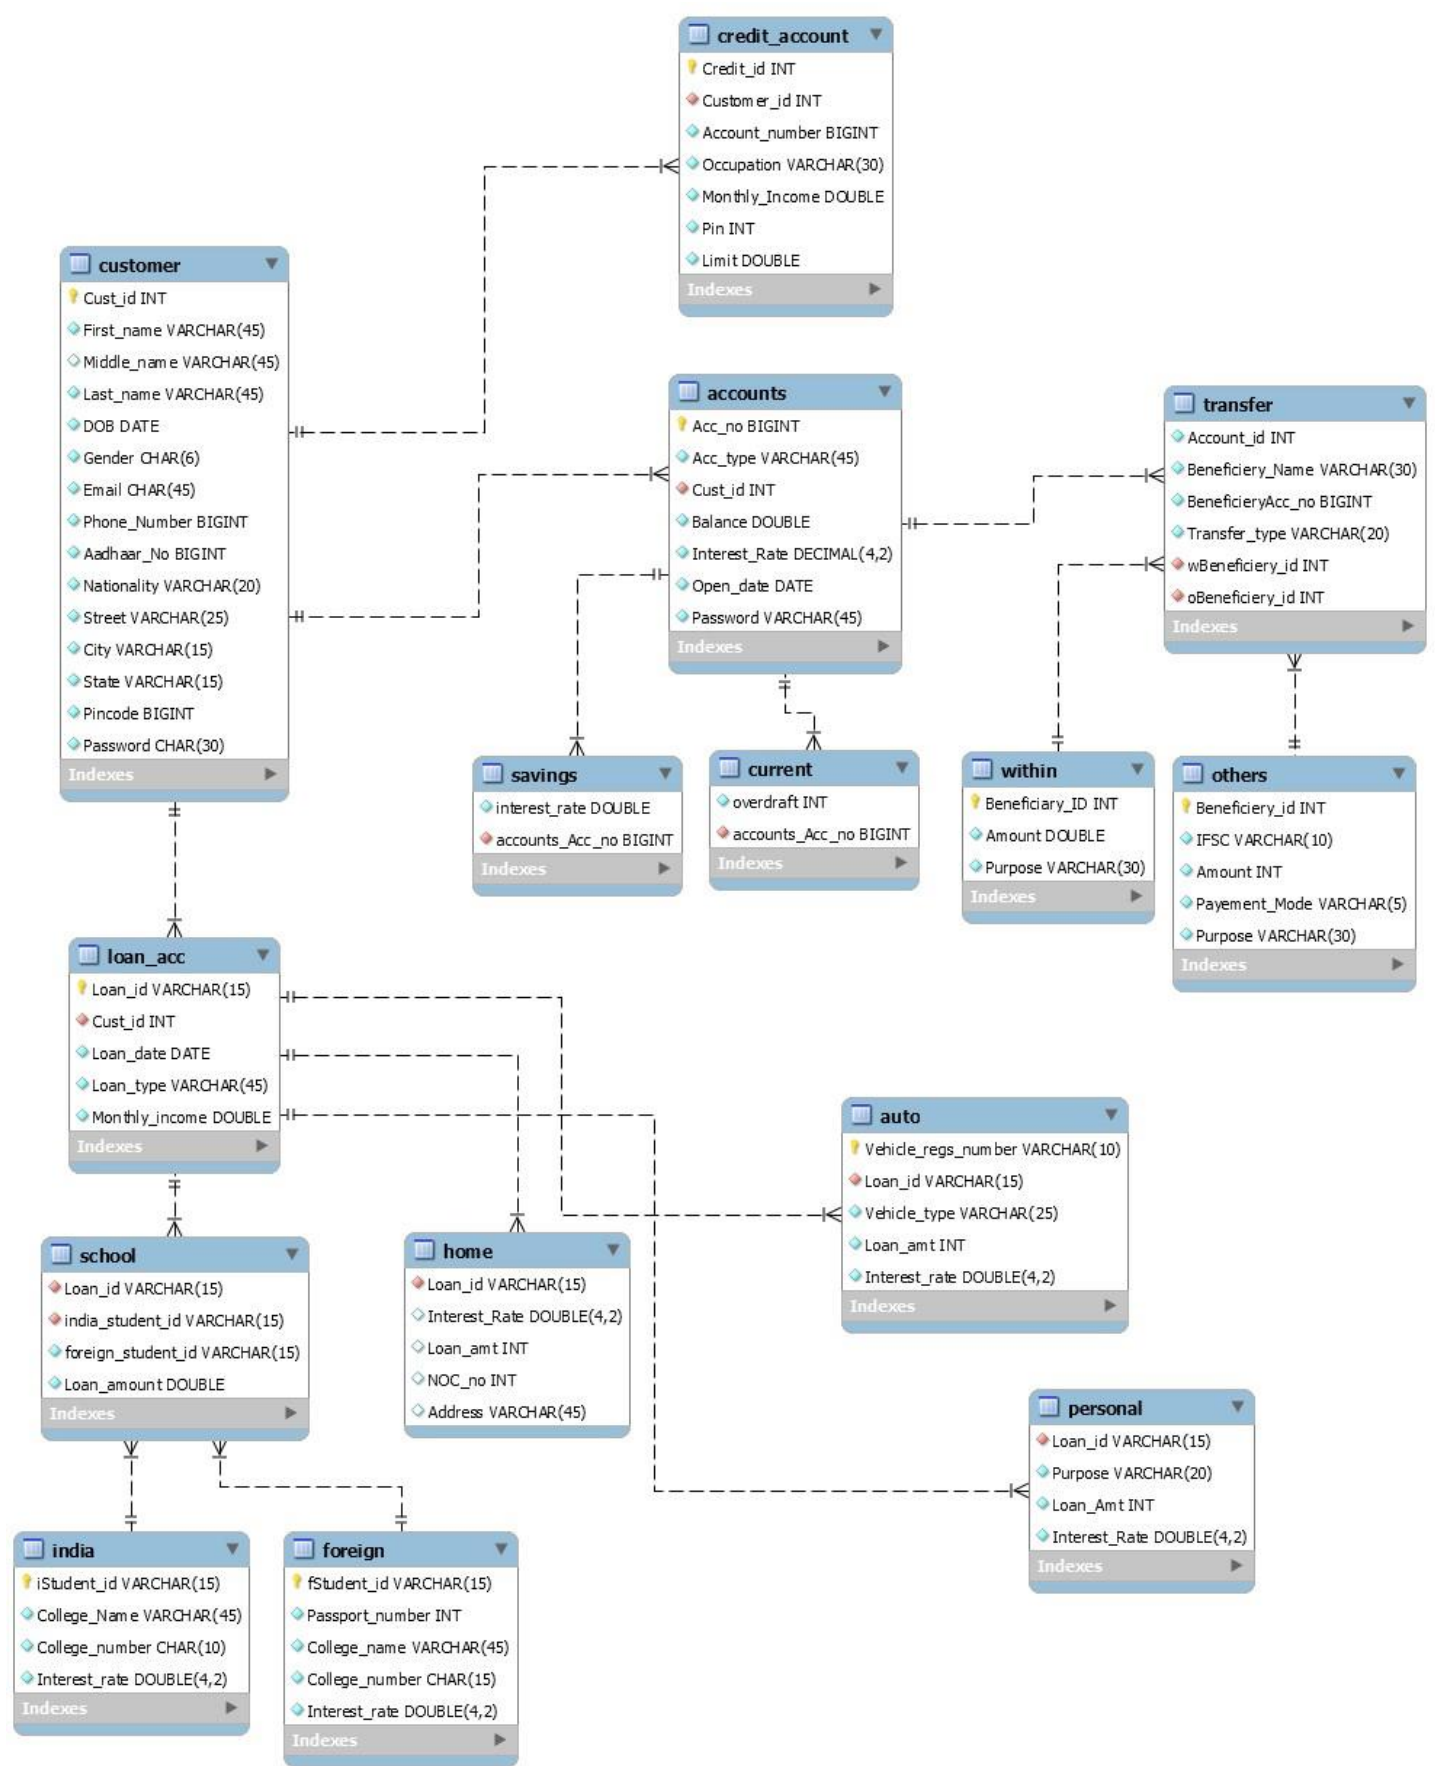 credit_account
Credit_id INT
Customer_id INT
Account_number BIGINT
Occupation VARCHAR(30)
Monthly_Income DOUBLE
Pin INT
Limit DOUBLE
Indexes
customer
Cust_id INT
First_name VARCHAR(45)
Middle_name VARCHAR(45)
Last_name VARCHAR(45)
DOB DATE
Gender CHAR(6)
Email CHAR(45)
Phone_Number BIGINT
Aadhaar_No BIGINT
Nationality VARCHAR(20)
Street VARCHAR(25)
City VARCHAR(15)
State VARCHAR(15)
Pincode BIGINT
Password CHAR(30)
Indexes
accounts
Acc_no BIGINT
Acc_type VARCHAR(45)
Cust_id INT
Balance DOUBLE
Interest_Rate DECIMAL(4,2)
Open_date DATE
Password VARCHAR(45)
Indexes
transfer
Account_id INT
Beneficiery_Name VARCHAR(30)
BeneficieryAcc_no BIGINT
Transfer_type VARCHAR(20)
wBeneficiery_id INT
oBeneficiery_id INT
Indexes
savings
interest_rate DOUBLE
accounts_Acc_no BIGINT
Indexes
current
overdraft INT
accounts_Acc_no BIGINT
Indexes
within
Beneficiary_ID INT
Amount DOUBLE
Purpose VARCHAR(30)
Indexes
others
Beneficiery_id INT
IFSC VARCHAR(10)
Amount INT
Payement_Mode VARCHAR(5)
Purpose VARCHAR(30)
Indexes
loan_acc
Loan_id VARCHAR(15)
Cust_id INT
Loan_date DATE
Loan_type VARCHAR(45)
Monthly_income DOUBLE
Indexes
auto
Vehicle_regs_number VARCHAR(10)
Loan_id VARCHAR(15)
Vehicle_type VARCHAR(25)
Loan_amt INT
Interest_rate DOUBLE(4,2)
Indexes
school
Loan_id VARCHAR(15)
india_student_id VARCHAR(15)
foreign_student_id VARCHAR(15)
Loan_amount DOUBLE
Indexes
home
Loan_id VARCHAR(15)
Interest_Rate DOUBLE(4,2)
Loan_amt INT
NOC_no INT
Address VARCHAR(45)
Indexes
personal
Loan_id VARCHAR(15)
Purpose VARCHAR(20)
Loan_Amt INT
Interest_Rate DOUBLE(4,2)
Indexes
india
iStudent_id VARCHAR(15)
College_Name VARCHAR(45)
College_number CHAR(10)
Interest_rate DOUBLE(4,2)
Indexes
foreign
fStudent_id VARCHAR(15)
Passport_number INT
College_name VARCHAR(45)
College_number CHAR(15)
Interest_rate DOUBLE(4,2)
Indexes